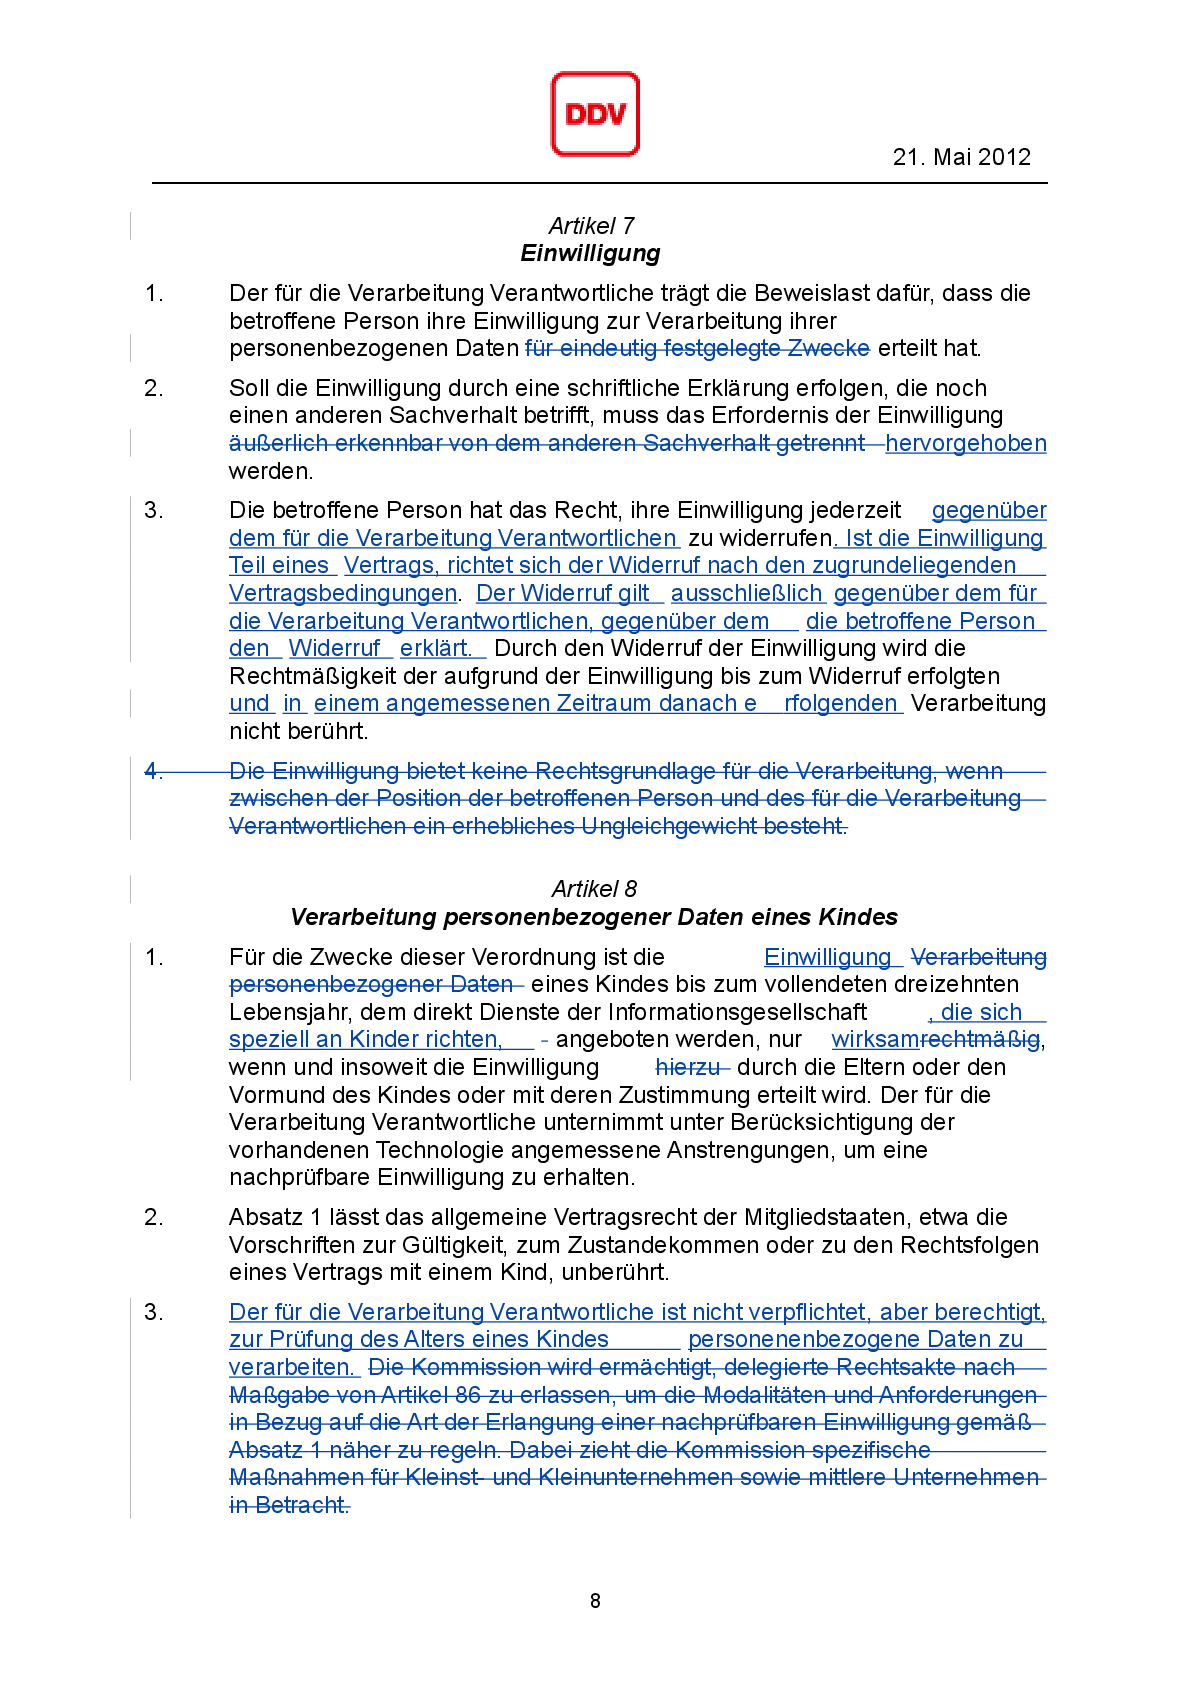 DDV
21. Mai 2012
Artikel 7
Einwilligung
1. Der für die Verarbeitung Verantwortliche trägt die Beweislast dafür, dass die
betroffene Person ihre Einwilligung zur Verarbeitung ihrer
personenbezogenen Daten für eindeutig festgelegte Zwecke erteilt hat.
2. Soll die Einwilligung durch eine schriftliche Erklärung erfolgen, die noch
einen anderen Sachverhalt betrifft, muss das Erfordernis der Einwilligung
äußerlich erkennbar von dem anderen Sachverhalt getrennt hervorgehoben
werden.
3. Die betroffene Person hat das Recht, ihre Einwilligung jederzeit gegenüber
dem für die Verarbeitung Verantwortlichen zu widerrufen. Ist die Einwilligung
Teil eines Vertrags, richtet sich der Widerruf nach den zugrundeliegenden
Vertragsbedingungen. Der Widerruf gilt ausschließlich gegenüber dem für
die Verarbeitung Verantwortlichen, gegenüber dem die betroffene Person
den Widerruf erklärt. Durch den Widerruf der Einwilligung wird die
Rechtmäßigkeit der aufgrund der Einwilligung bis zum Widerruf erfolgten
und in einem angemessenen Zeitraum danach e rfolgenden Verarbeitung
nicht berührt.
4. Die Einwilligung bietet keine Rechtsgrundlage für die Verarbeitung, wenn
zwischen der Position der betroffenen Person und des für die Verarbeitung
Verantwortlichen ein erhebliches Ungleichgewicht besteht.
Artikel 8
Verarbeitung personenbezogener Daten eines Kindes
1. Für die Zwecke dieser Verordnung ist die Einwilligung Verarbeitung
personenbezogener Daten eines Kindes bis zum vollendeten dreizehnten
Lebensjahr, dem direkt Dienste der Informationsgesellschaft , die sich
speziell an Kinder richten, - angeboten werden, nur wirksamrechtmäßig,
wenn und insoweit die Einwilligung hierzu durch die Eltern oder den
Vormund des Kindes oder mit deren Zustimmung erteilt wird. Der für die
Verarbeitung Verantwortliche unternimmt unter Berücksichtigung der
vorhandenen Technologie angemessene Anstrengungen, um eine
nachprüfbare Einwilligung zu erhalten.
2. Absatz 1 lässt das allgemeine Vertragsrecht der Mitgliedstaaten, etwa die
Vorschriften zur Gültigkeit, zum Zustandekommen oder zu den Rechtsfolgen
eines Vertrags mit einem Kind, unberührt.
3. Der für die Verarbeitung Verantwortliche ist nicht verpflichtet, aber berechtigt,
zur Prüfung des Alters eines Kindes personenenbezogene Daten zu
verarbeiten. Die Kommission wird ermächtigt, delegierte Rechtsakte nach
Maßgabe von Artikel 86 zu erlassen, um die Modalitäten und Anforderungen
in Bezug auf die Art der Erlangung einer nachprüfbaren Einwilligung gemäß
Absatz 1 näher zu regeln. Dabei zieht die Kommission spezifische
Maßnahmen für Kleinst- und Kleinunternehmen sowie mittlere Unternehmen
in Betracht.
8